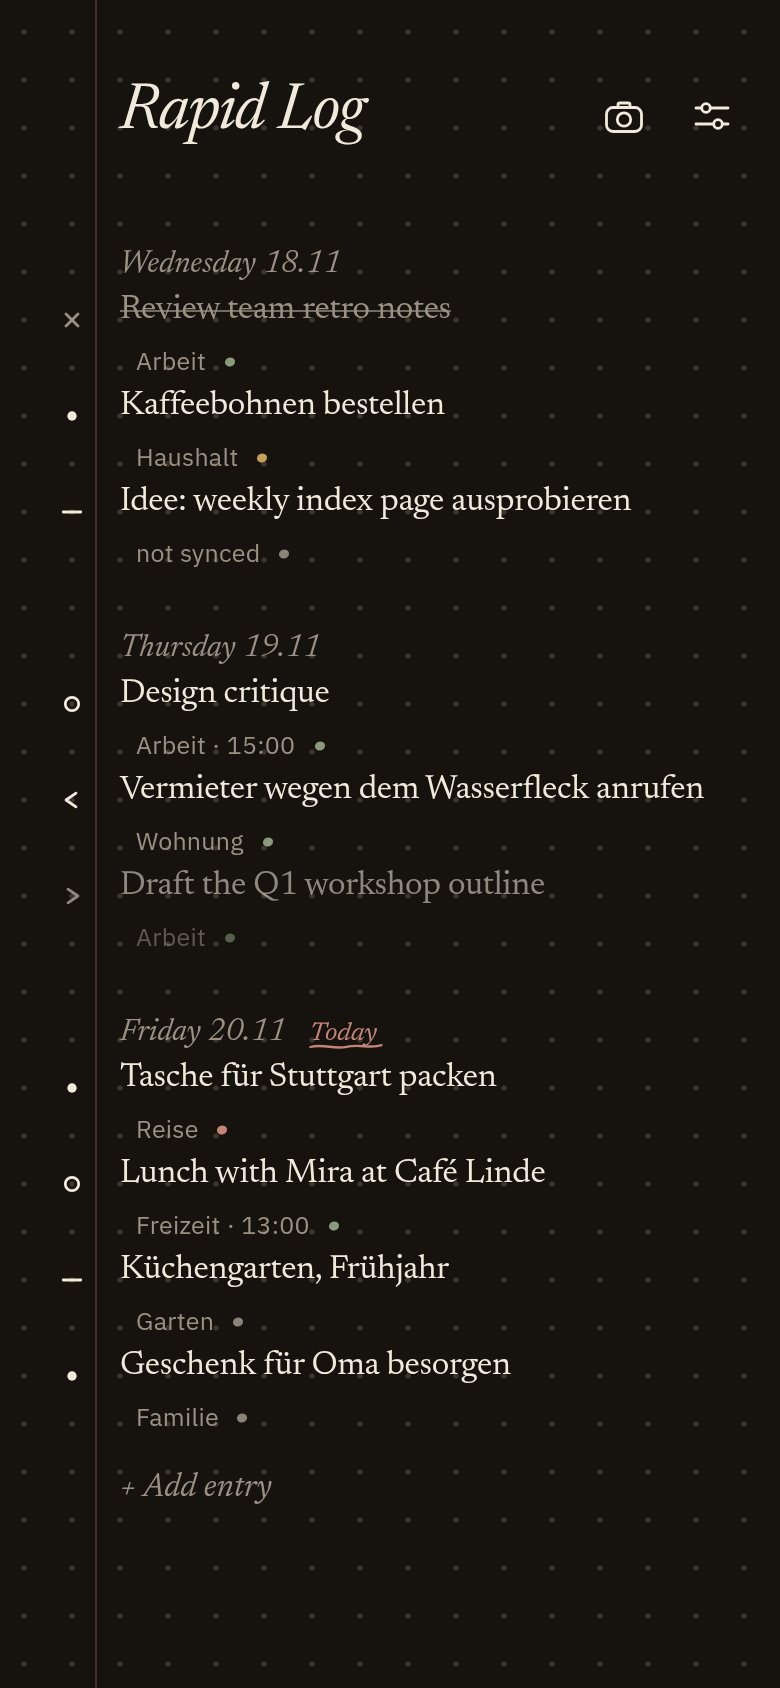 Rapid Log
Wednesday 18.11
Review team retro notes
Arbeit
Kaffeebohnen bestellen
Haushalt
Idee: weekly index page ausprobieren
not synced
Thursday 19.11
Design critique
Arbeit · 15:00
Vermieter wegen dem Wasserfleck anrufen
Wohnung
Draft the Q1 workshop outline
Arbeit
Friday 20.11 Today
Tasche für Stuttgart packen
Reise
Lunch with Mira at Café Linde
Freizeit · 13:00
Küchengarten, Frühjahr
Garten
Geschenk für Oma besorgen
Familie
+ Add entry